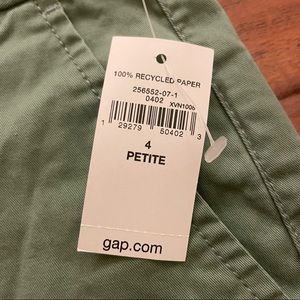 100% RECYCLED PAPER
256552-07-1
0402 XVN100b
1 29279 50402 3
4
PETITE
gap.com